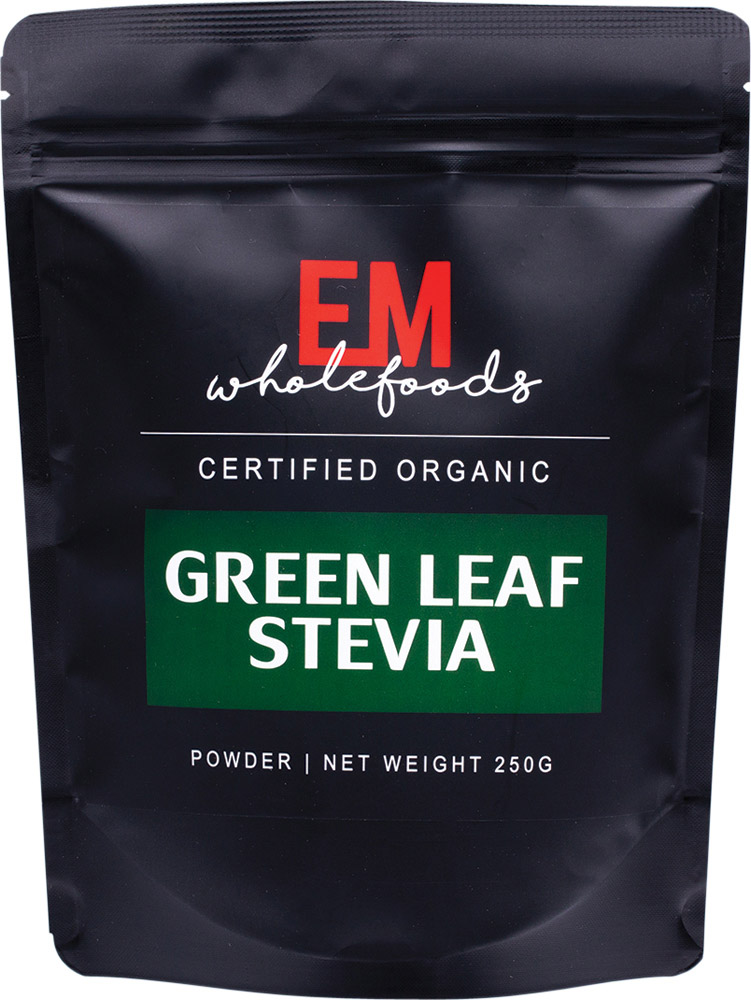 EM
wholefoods
CERTIFIED ORGANIC
GREEN LEAF
STEVIA
POWDER | NET WEIGHT 250G